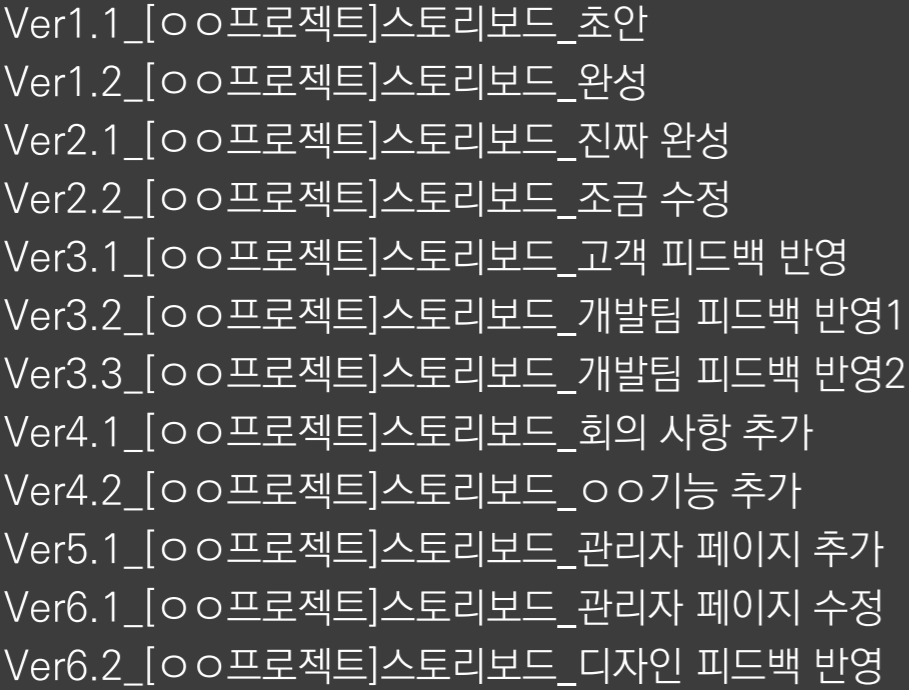 Ver1.1_[ㅇㅇ프로젝트]스토리보드_초안
Ver1.2_[ㅇㅇ프로젝트]스토리보드_완성
Ver2.1_[ㅇㅇ프로젝트]스토리보드_진짜 완성
Ver2.2_[ㅇㅇ프로젝트]스토리보드_조금 수정
Ver3.1_[ㅇㅇ프로젝트]스토리보드_고객 피드백 반영
Ver3.2_[ㅇㅇ프로젝트]스토리보드_개발팀 피드백 반영1
Ver3.3_[ㅇㅇ프로젝트]스토리보드_개발팀 피드백 반영2
Ver4.1_[ㅇㅇ프로젝트]스토리보드_회의 사항 추가
Ver4.2_[ㅇㅇ프로젝트]스토리보드_ㅇㅇ기능 추가
Ver5.1_[ㅇㅇ프로젝트]스토리보드_관리자 페이지 추가
Ver6.1_[ㅇㅇ프로젝트]스토리보드_관리자 페이지 수정
Ver6.2_[ㅇㅇ프로젝트]스토리보드_디자인 피드백 반영